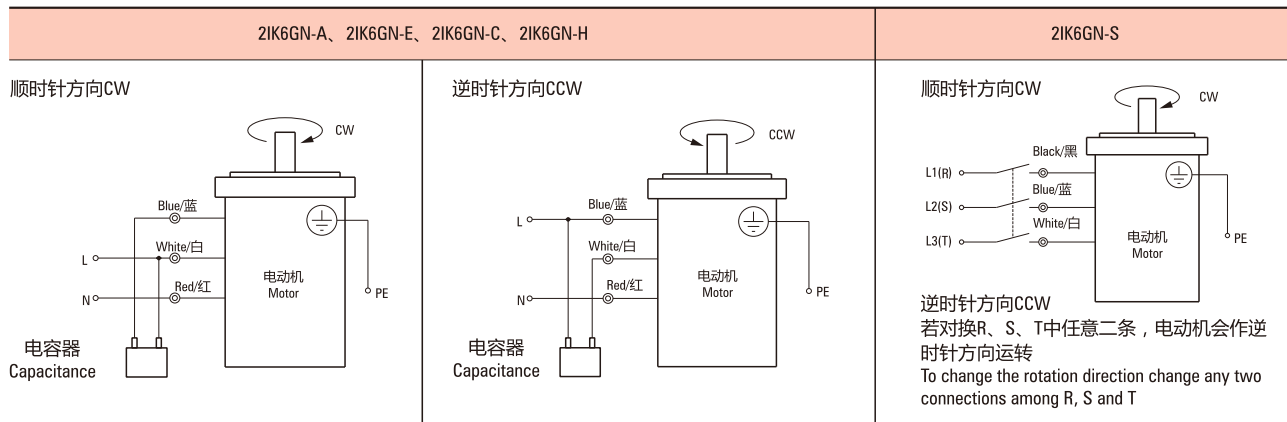 2IK6GN-A、2IK6GN-E、2IK6GN-C、2IK6GN-H
2IK6GN-S
顺时针方向CW
CW
Blue/蓝
White/白
L
Red/红
N
电动机
Motor
PE
电容器
Capacitance
逆时针方向CCW
CCW
Blue/蓝
L
White/白
Red/红
N
电动机
Motor
PE
电容器
Capacitance
顺时针方向CW
CW
Black/黑
L1(R)
Blue/蓝
L2(S)
White/白
L3(T)
电动机
Motor
PE
逆时针方向CCW
若对换R、S、T中任意二条，电动机会作逆
时针方向运转
To change the rotation direction change any two
connections among R, S and T